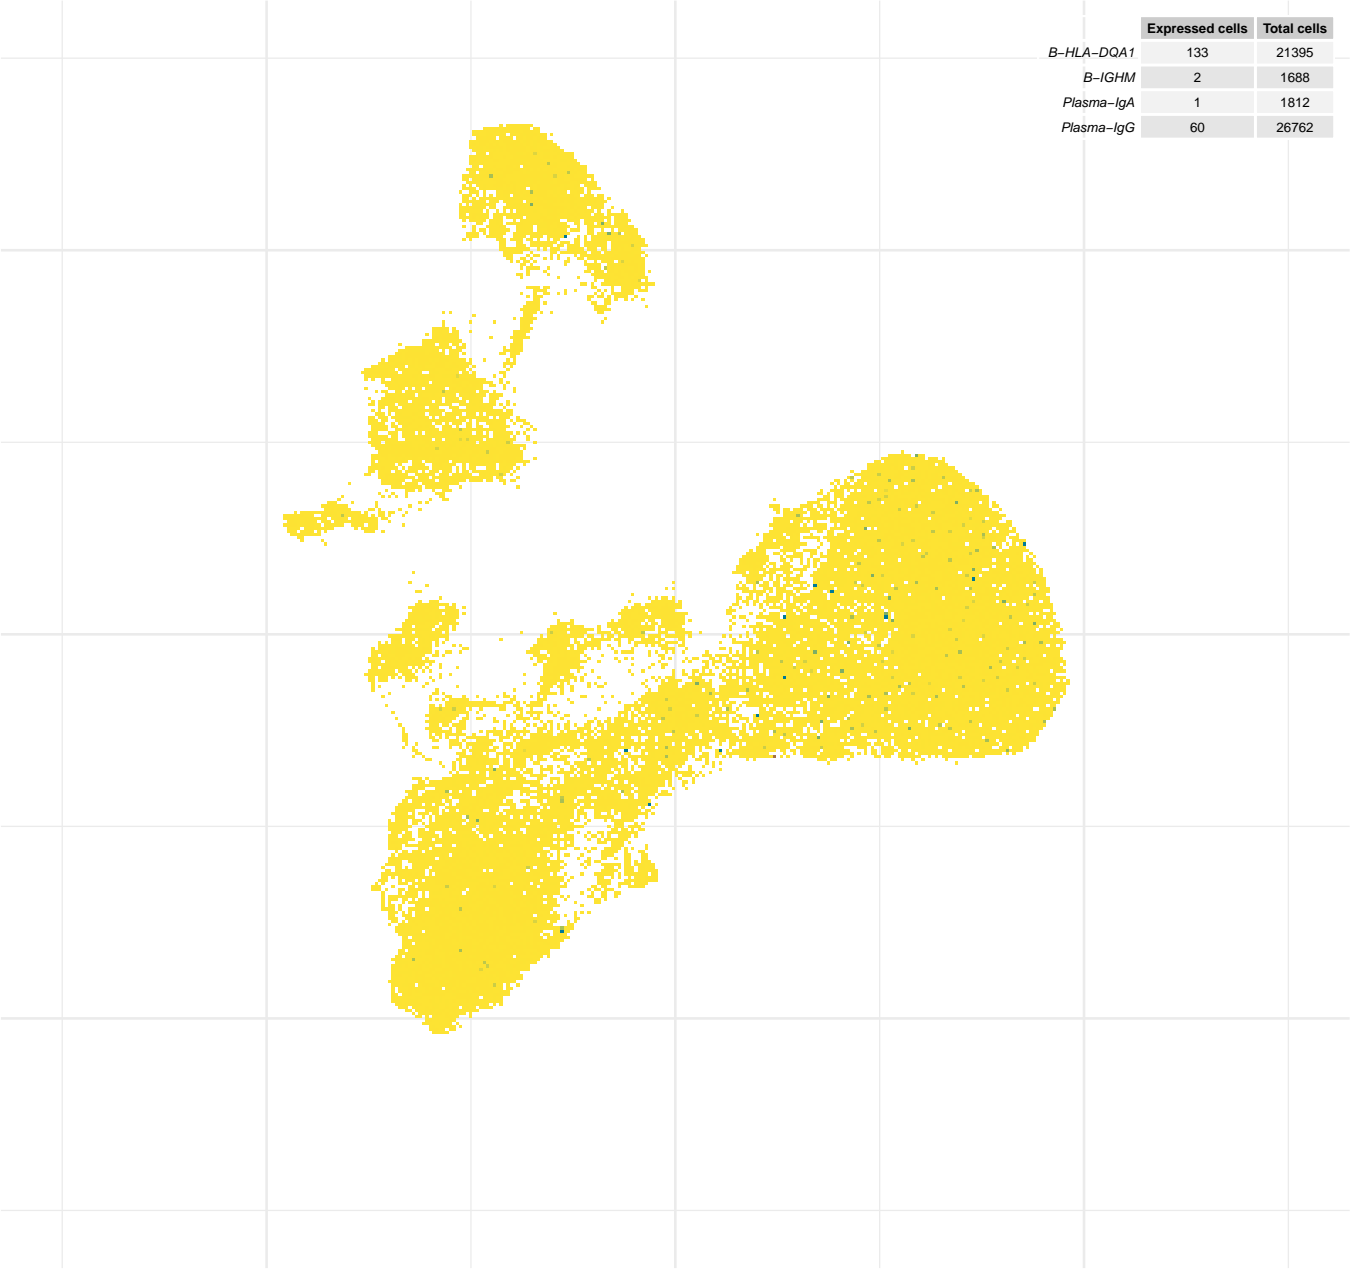 Expressed cells Total cells
B−HLA−DQA1 133 21395
B−IGHM 2 1688
Plasma−IgA 1 1812
Plasma−IgG 60 26762